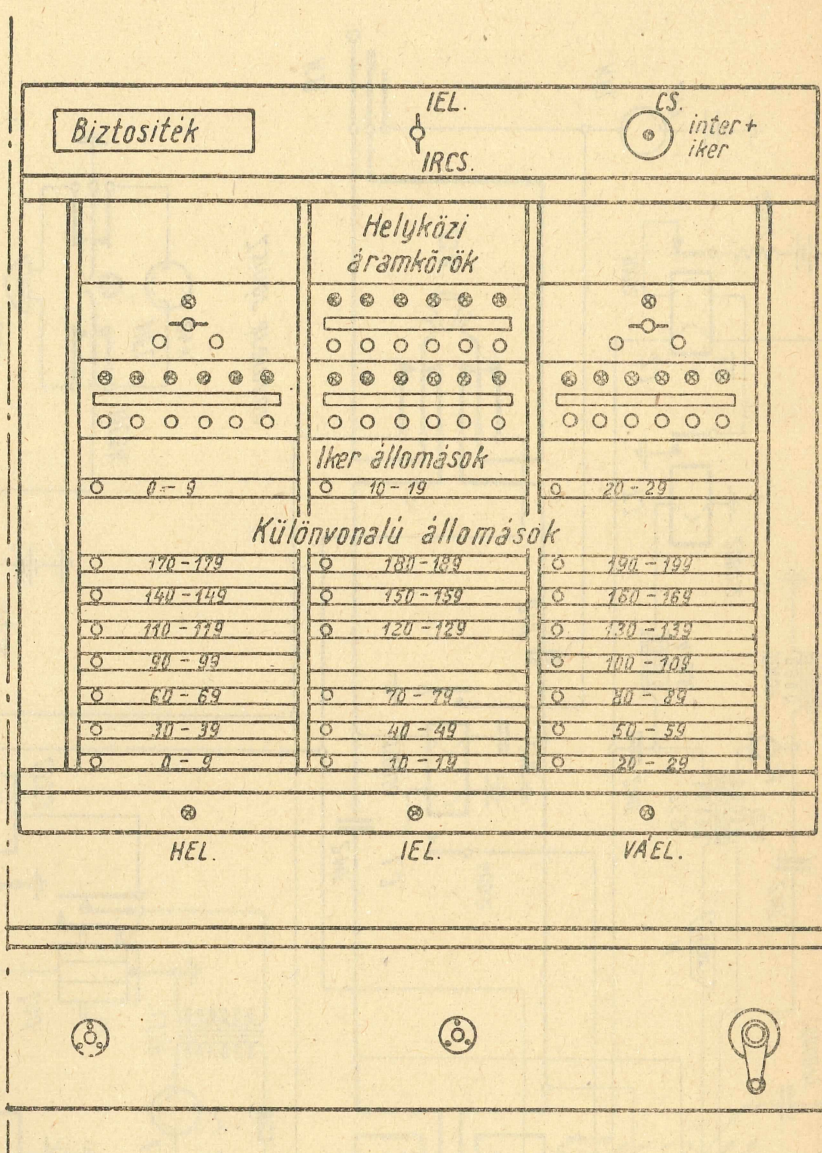 IEL.
CS.
Biztositék
inter +
iker
IRCS.
Helyközi
áramkörök
Iker állomások
0 - 9 10 - 19 20 - 29
Különvonalú állomások
170 - 179 180 - 189 190 - 199
140 - 149 150 - 159 160 - 169
110 - 119 120 - 129 130 - 139
90 - 99 100 - 109
60 - 69 70 - 79 80 - 89
30 - 39 40 - 49 50 - 59
0 - 9 10 - 19 20 - 29
HEL. IEL. VÁEL.